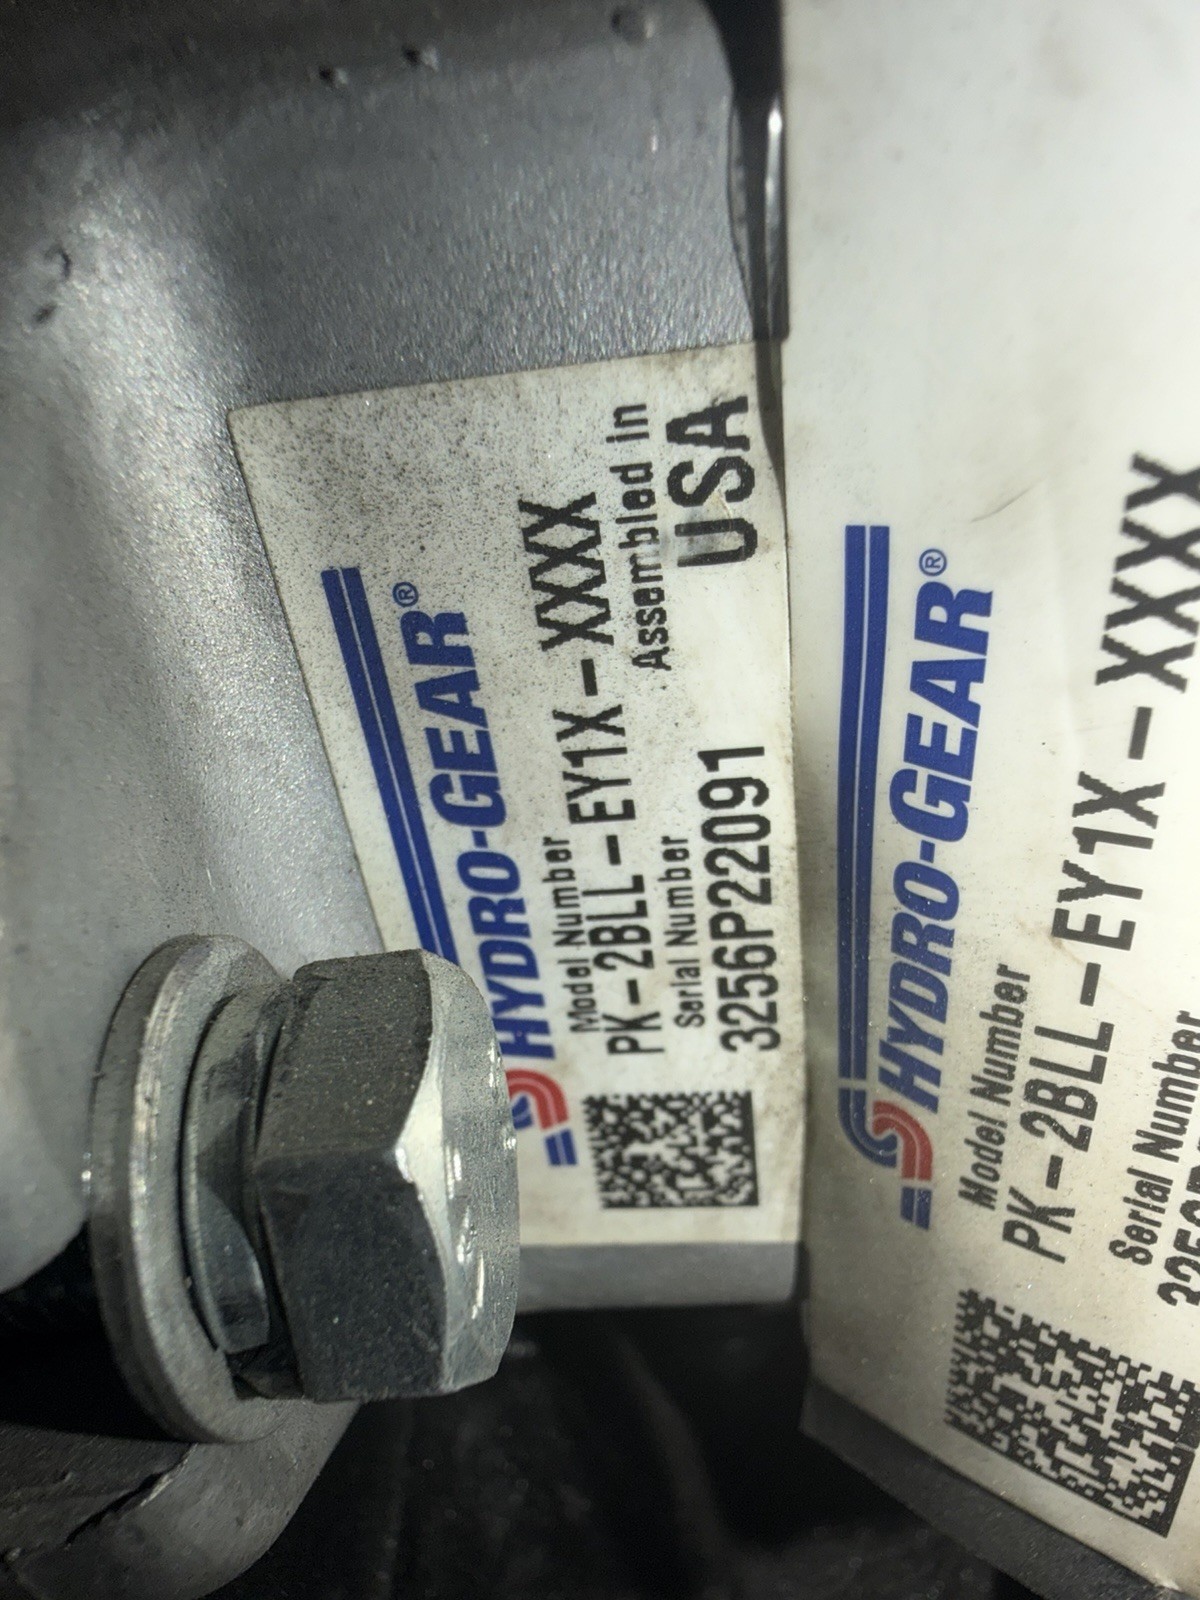 HYDRO-GEAR®
Model Number
PK-2BLL-EY1X-XXXX
Serial Number
Assembled in
3256P22091
USA
HYDRO-GEAR®
Model Number
PK-2BLL-EY1X-XXXX
Serial Number